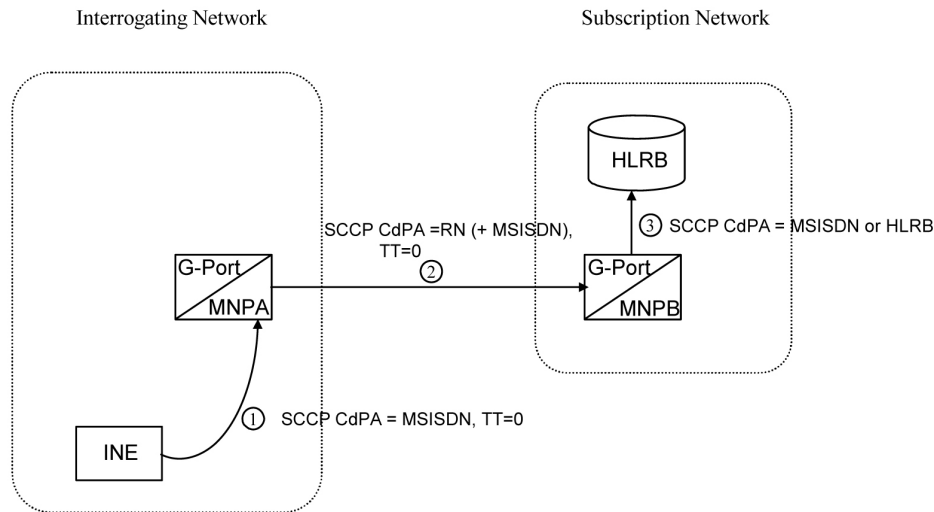 Interrogating Network
Subscription Network
HLRB
SCCP CdPA =RN (+ MSISDN),
TT=0
2
3 SCCP CdPA = MSISDN or HLRB
G-Port
MNPA
G-Port
MNPB
1 SCCP CdPA = MSISDN, TT=0
INE